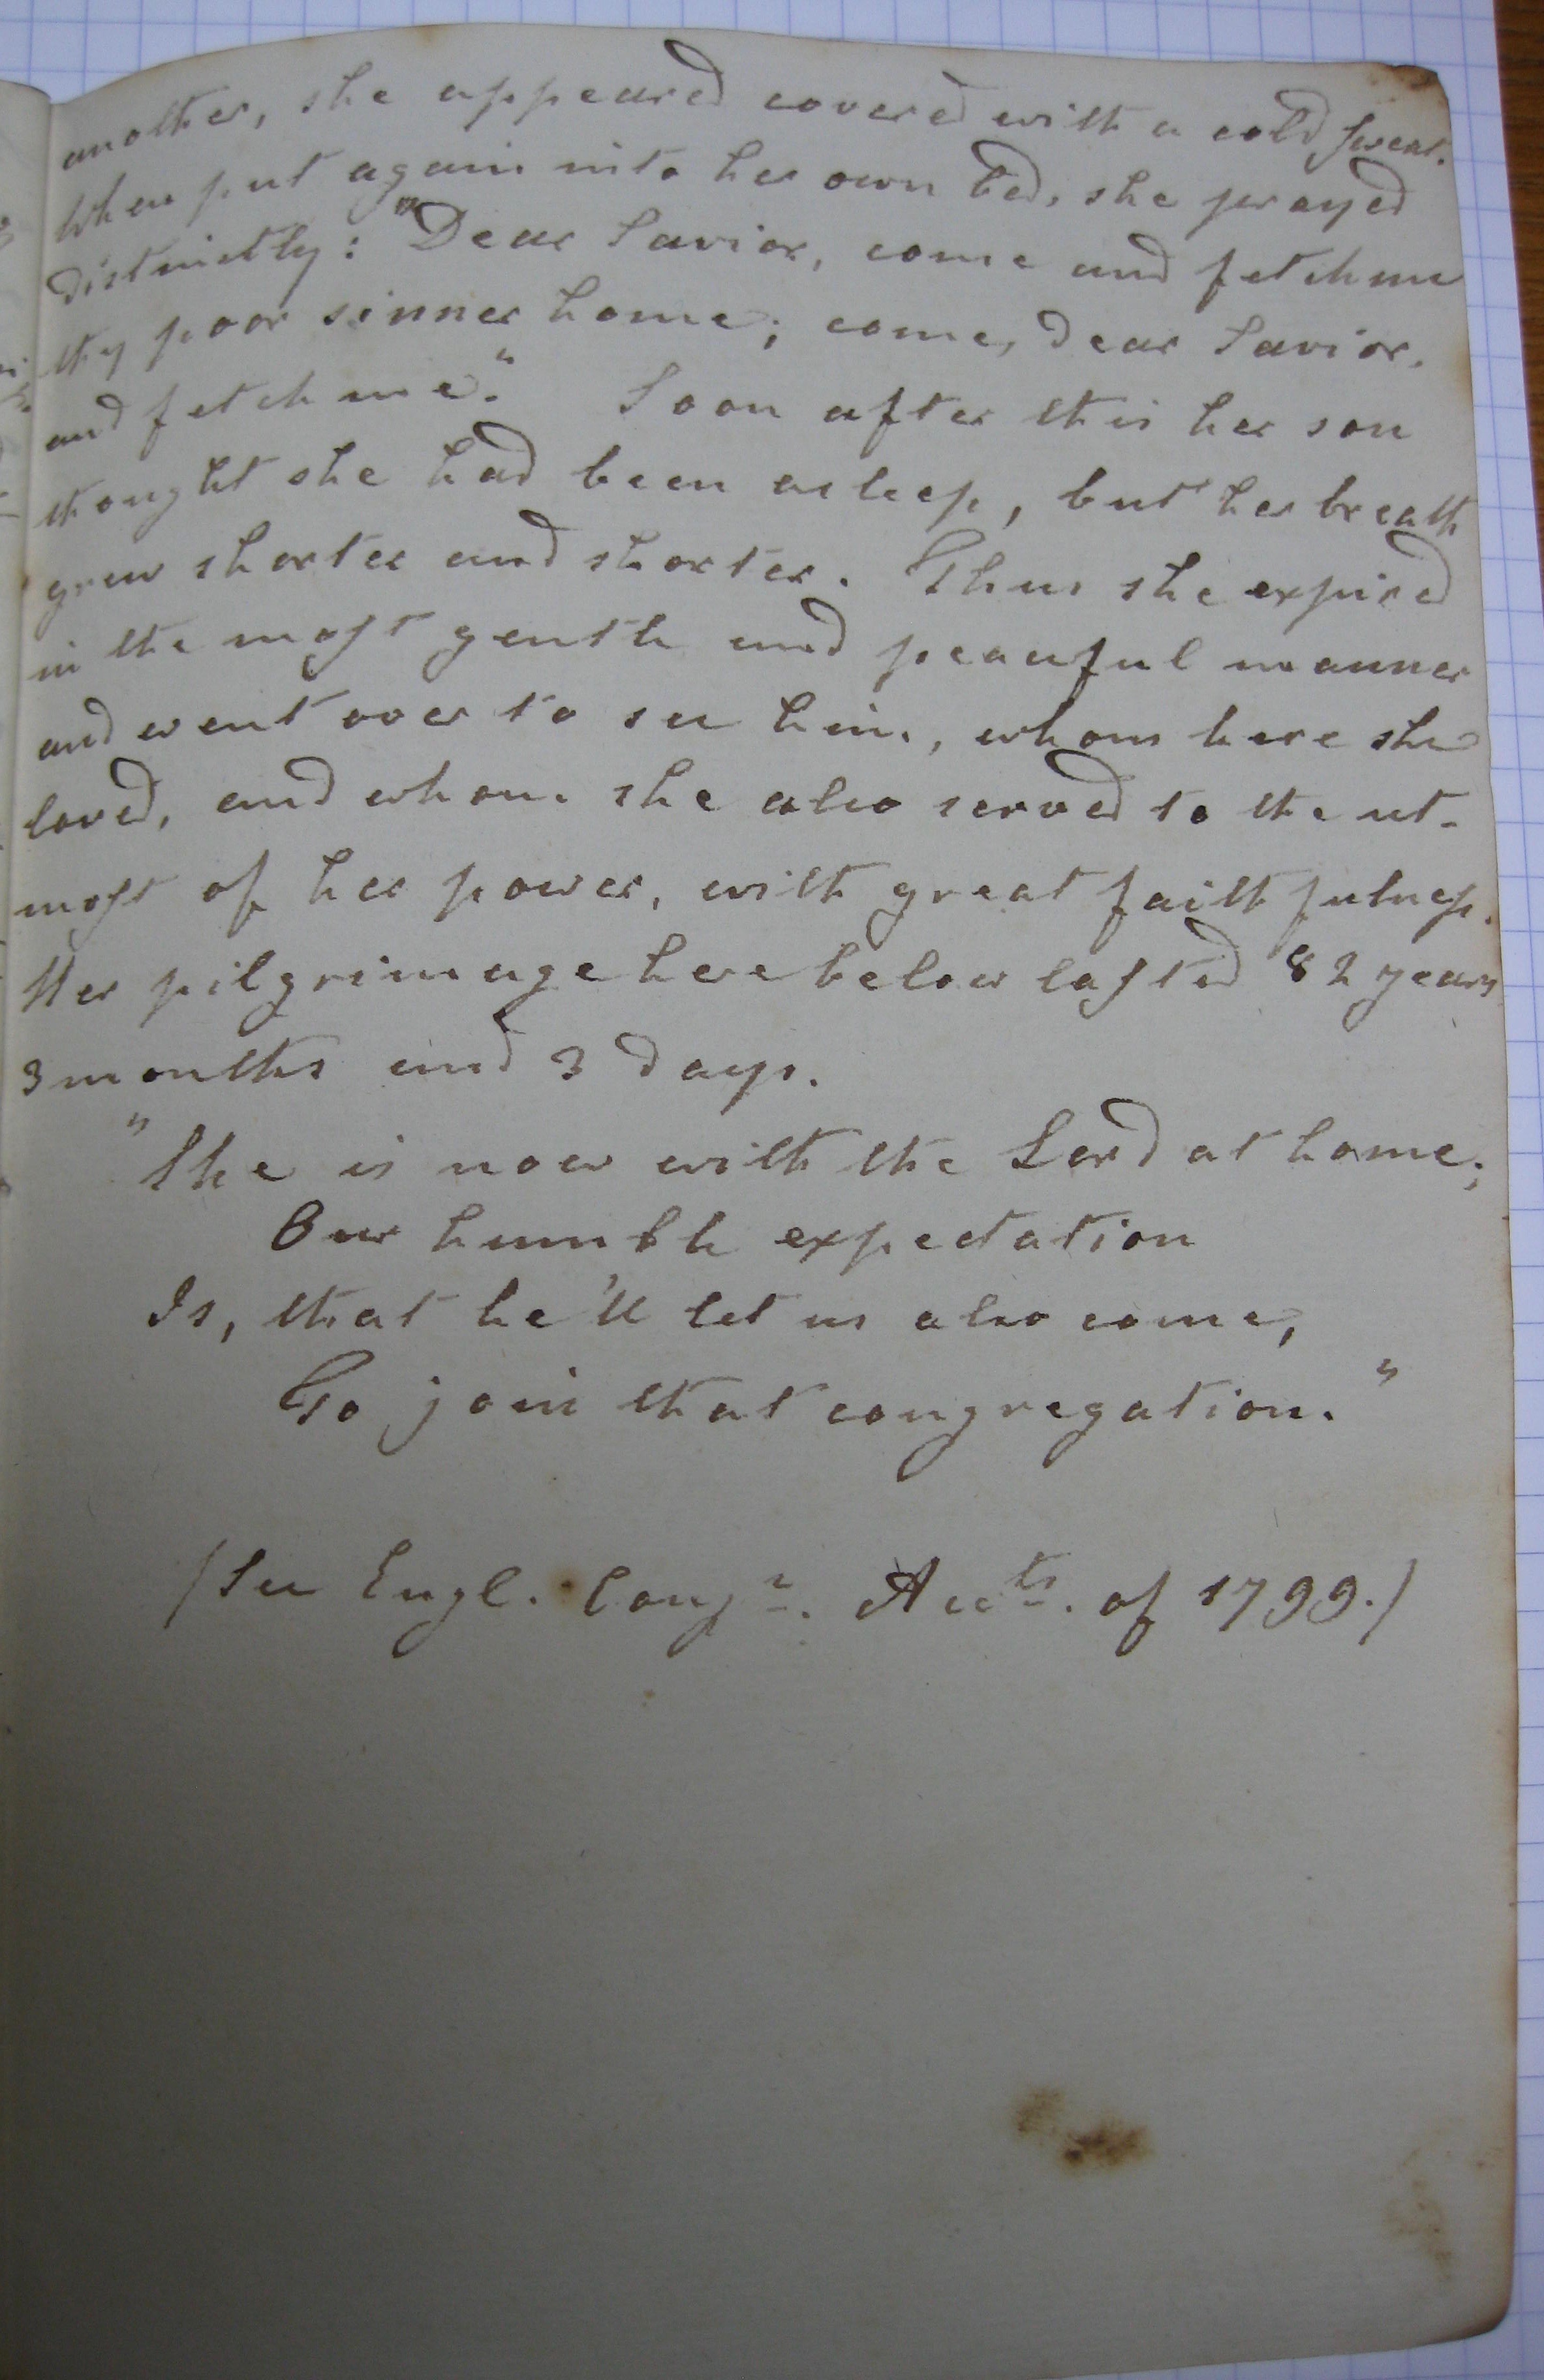 another, she appeared covered with a cold sweat.
When put again into her own bed, she prayed
distinctly: "Dear Savior, come and fetch me
thy poor sinner home; come, dear Savior,
and fetch me." Soon after this her son
thought she had been asleep, but her breath
grew shorter and shorter. Thus she expired
in the most gentle and peaceful manner
and went over to see him, whom here she
loved, and whom she also served to the ut-
most of her power, with great faithfulness.
Her pilgrimage here below lasted 82 years
3 months and 3 days.
"She is now with the Lord at home;
Our humble expectation
Is, that he'll let us also come,
To join that congregation."
/See Engl. Congn. Accts. of 1799./